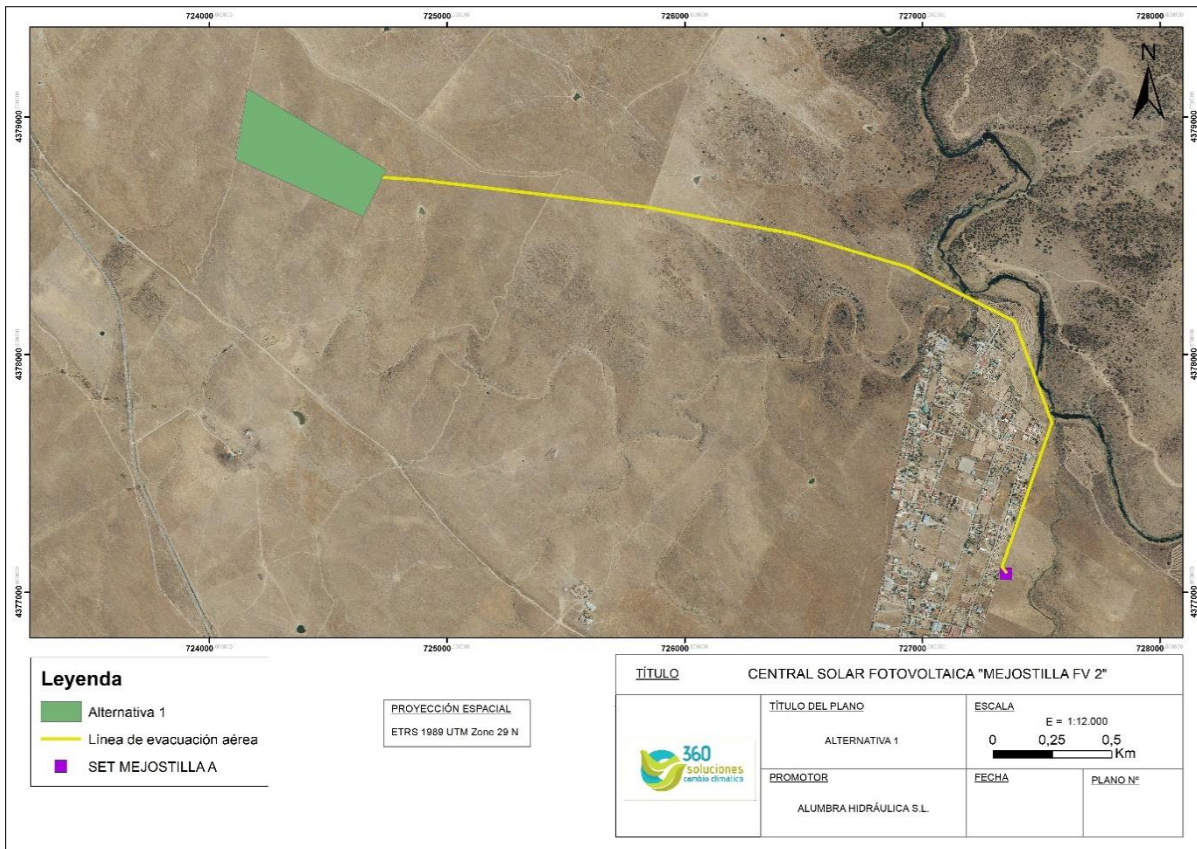 724000 725000 726000 727000 728000
N
4379000 4379000
4378000 4378000
4377000 4377000
724000 725000 726000 727000 728000
Leyenda
Alternativa 1
Línea de evacuación aérea
SET MEJOSTILLA A
PROYECCIÓN ESPACIAL
ETRS 1989 UTM Zone 29 N
TÍTULO
CENTRAL SOLAR FOTOVOLTAICA "MEJOSTILLA FV 2"
360
soluciones
cambio climático
TÍTULO DEL PLANO
ALTERNATIVA 1
ESCALA
E = 1:12.000
0 0,25 0,5
Km
PROMOTOR
ALUMBRA HIDRÁULICA S.L.
FECHA
PLANO Nº